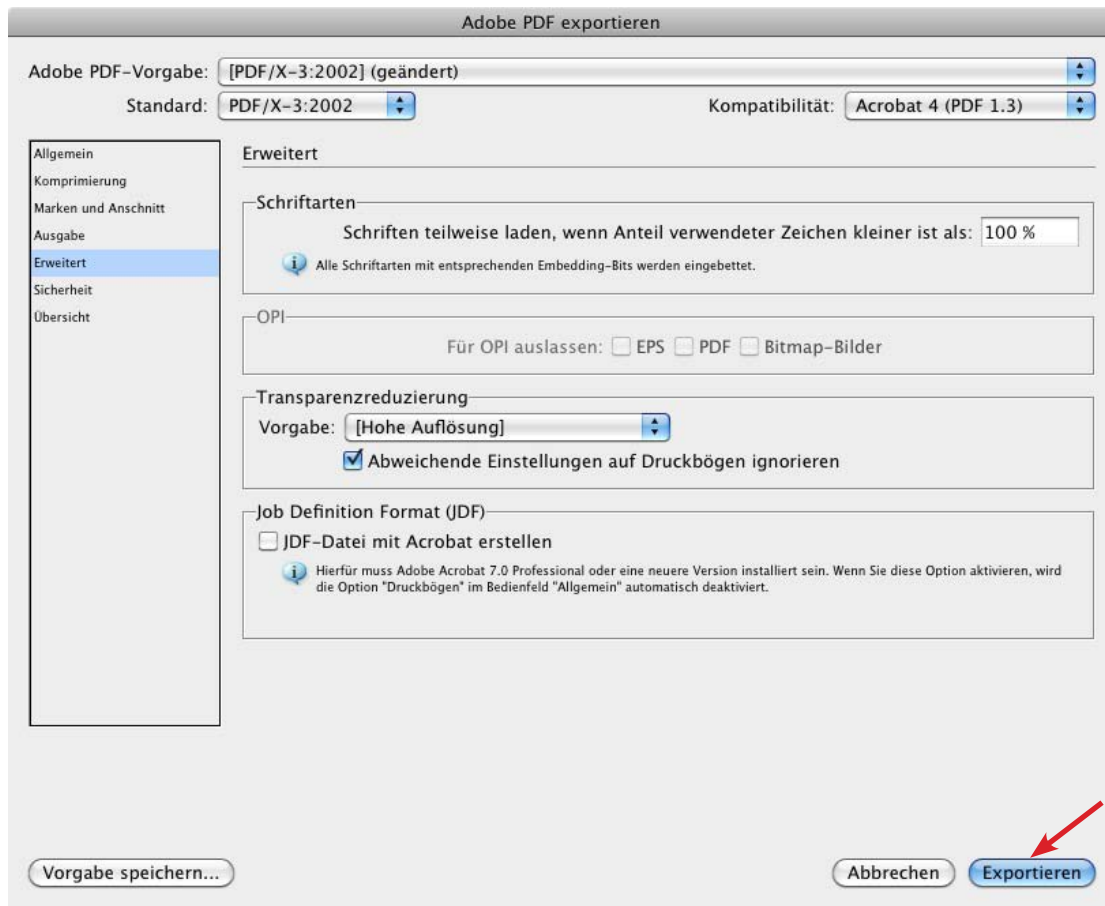 Adobe PDF exportieren
Adobe PDF-Vorgabe: [PDF/X-3:2002] (geändert)
Standard: PDF/X-3:2002 Kompatibilität: Acrobat 4 (PDF 1.3)
Allgemein
Komprimierung
Marken und Anschnitt
Ausgabe
Erweitert
Sicherheit
Übersicht
Erweitert
Schriftarten
Schriften teilweise laden, wenn Anteil verwendeter Zeichen kleiner ist als: 100 %
Alle Schriftarten mit entsprechenden Embedding-Bits werden eingebettet.
OPI
Für OPI auslassen: EPS PDF Bitmap-Bilder
Transparenzreduzierung
Vorgabe: [Hohe Auflösung]
Abweichende Einstellungen auf Druckbögen ignorieren
Job Definition Format (JDF)
JDF-Datei mit Acrobat erstellen
Hierfür muss Adobe Acrobat 7.0 Professional oder eine neuere Version installiert sein. Wenn Sie diese Option aktivieren, wird
die Option "Druckbögen" im Bedienfeld "Allgemein" automatisch deaktiviert.
Vorgabe speichern... Abbrechen Exportieren